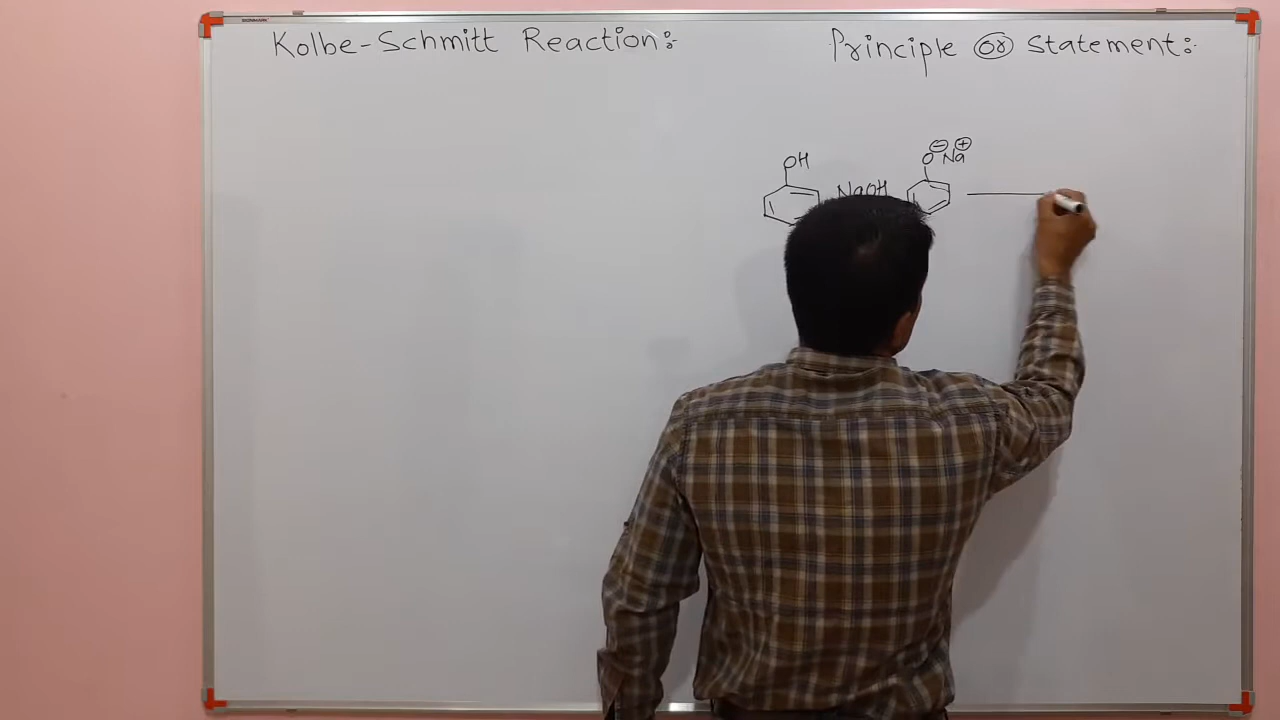 Kolbe-Schmitt Reaction:-
Principle or Statement:-
OH
NaOH
O⊖ Na⊕